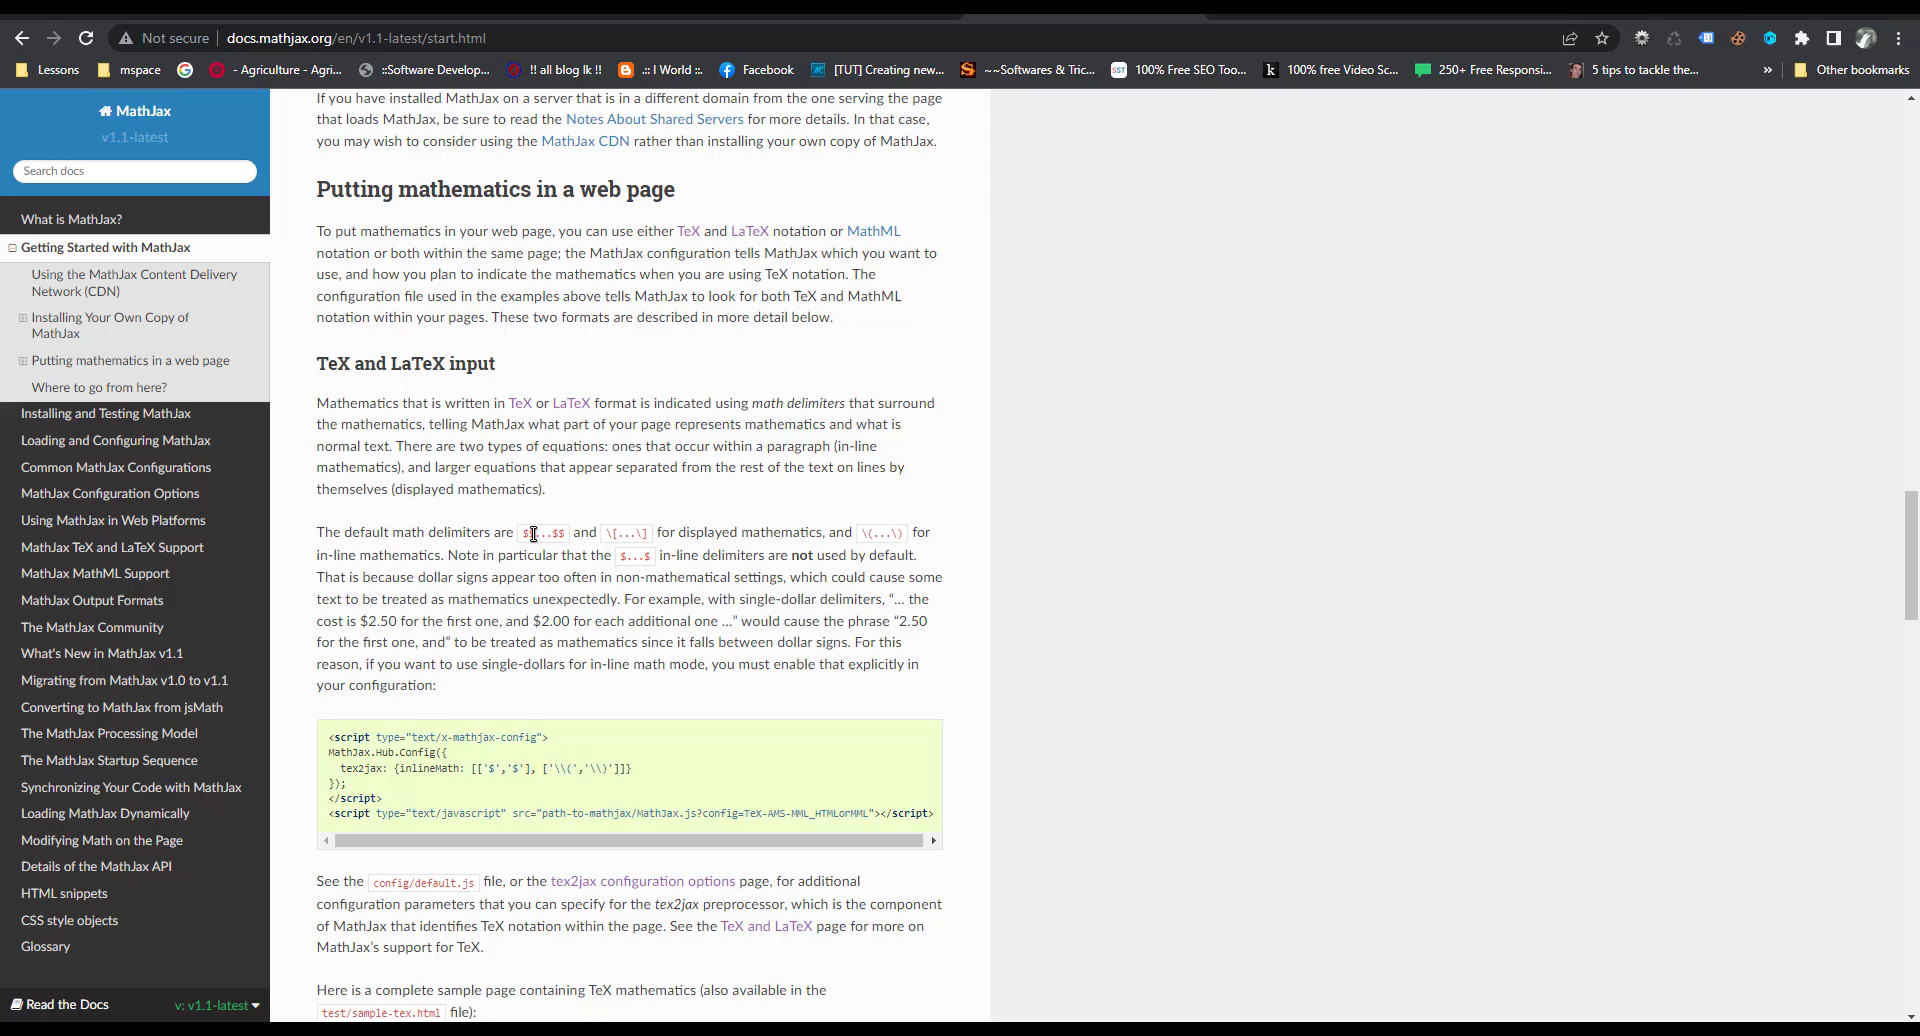 Not secure | docs.mathjax.org/en/v1.1-latest/start.html
Lessons mspace - Agriculture - Agri... ::Software Develop... !! all blog lk !! .:: I World ::. Facebook [TUT] Creating new... ~~Softwares & Tric... 100% Free SEO Too... 100% free Video Sc... 250+ Free Responsi... 5 tips to tackle the... » Other bookmarks
MathJax
v1.1-latest
Search docs
What is MathJax?
Getting Started with MathJax
Using the MathJax Content Delivery
Network (CDN)
Installing Your Own Copy of
MathJax
Putting mathematics in a web page
Where to go from here?
Installing and Testing MathJax
Loading and Configuring MathJax
Common MathJax Configurations
MathJax Configuration Options
Using MathJax in Web Platforms
MathJax TeX and LaTeX Support
MathJax MathML Support
MathJax Output Formats
The MathJax Community
What's New in MathJax v1.1
Migrating from MathJax v1.0 to v1.1
Converting to MathJax from jsMath
The MathJax Processing Model
The MathJax Startup Sequence
Synchronizing Your Code with MathJax
Loading MathJax Dynamically
Modifying Math on the Page
Details of the MathJax API
HTML snippets
CSS style objects
Glossary
Read the Docs v: v1.1-latest
If you have installed MathJax on a server that is in a different domain from the one serving the page
that loads MathJax, be sure to read the Notes About Shared Servers for more details. In that case,
you may wish to consider using the MathJax CDN rather than installing your own copy of MathJax.
Putting mathematics in a web page
To put mathematics in your web page, you can use either TeX and LaTeX notation or MathML
notation or both within the same page; the MathJax configuration tells MathJax which you want to
use, and how you plan to indicate the mathematics when you are using TeX notation. The
configuration file used in the examples above tells MathJax to look for both TeX and MathML
notation within your pages. These two formats are described in more detail below.
TeX and LaTeX input
Mathematics that is written in TeX or LaTeX format is indicated using math delimiters that surround
the mathematics, telling MathJax what part of your page represents mathematics and what is
normal text. There are two types of equations: ones that occur within a paragraph (in-line
mathematics), and larger equations that appear separated from the rest of the text on lines by
themselves (displayed mathematics).
The default math delimiters are $$...$$ and \[...\] for displayed mathematics, and \(...\) for
in-line mathematics. Note in particular that the $...$ in-line delimiters are not used by default.
That is because dollar signs appear too often in non-mathematical settings, which could cause some
text to be treated as mathematics unexpectedly. For example, with single-dollar delimiters, “... the
cost is $2.50 for the first one, and $2.00 for each additional one ...” would cause the phrase “2.50
for the first one, and” to be treated as mathematics since it falls between dollar signs. For this
reason, if you want to use single-dollars for in-line math mode, you must enable that explicitly in
your configuration:
<script type="text/x-mathjax-config">
MathJax.Hub.Config({
tex2jax: {inlineMath: [['$','$'], ['\\(','\\)']]}
});
</script>
<script type="text/javascript" src="path-to-mathjax/MathJax.js?config=TeX-AMS-MML_HTMLorMML"></script>
See the config/default.js file, or the tex2jax configuration options page, for additional
configuration parameters that you can specify for the tex2jax preprocessor, which is the component
of MathJax that identifies TeX notation within the page. See the TeX and LaTeX page for more on
MathJax’s support for TeX.
Here is a complete sample page containing TeX mathematics (also available in the
test/sample-tex.html file):